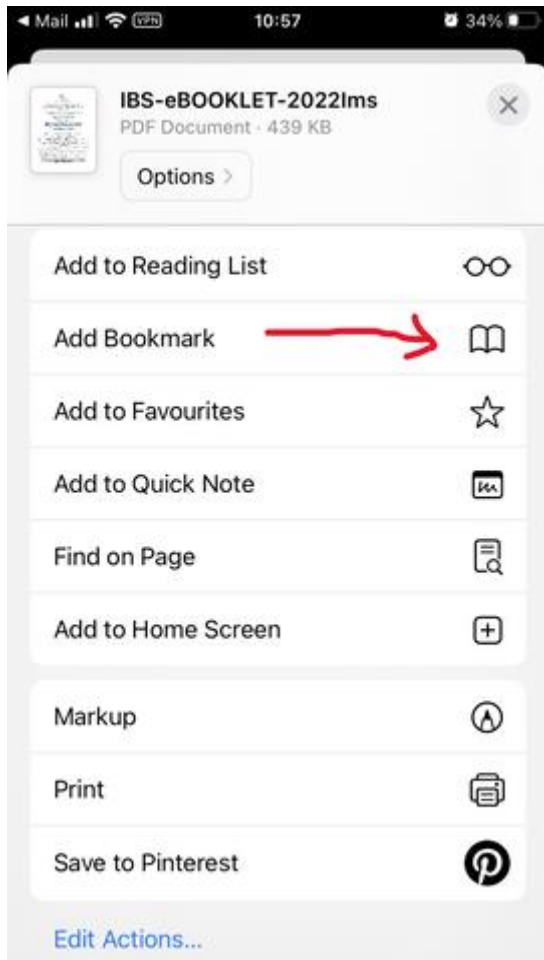 Mail VPN 10:57 34%
IBS-eBOOKLET-2022lms
PDF Document · 439 KB
Options
Add to Reading List
Add Bookmark
Add to Favourites
Add to Quick Note
Find on Page
Add to Home Screen
Markup
Print
Save to Pinterest
Edit Actions...